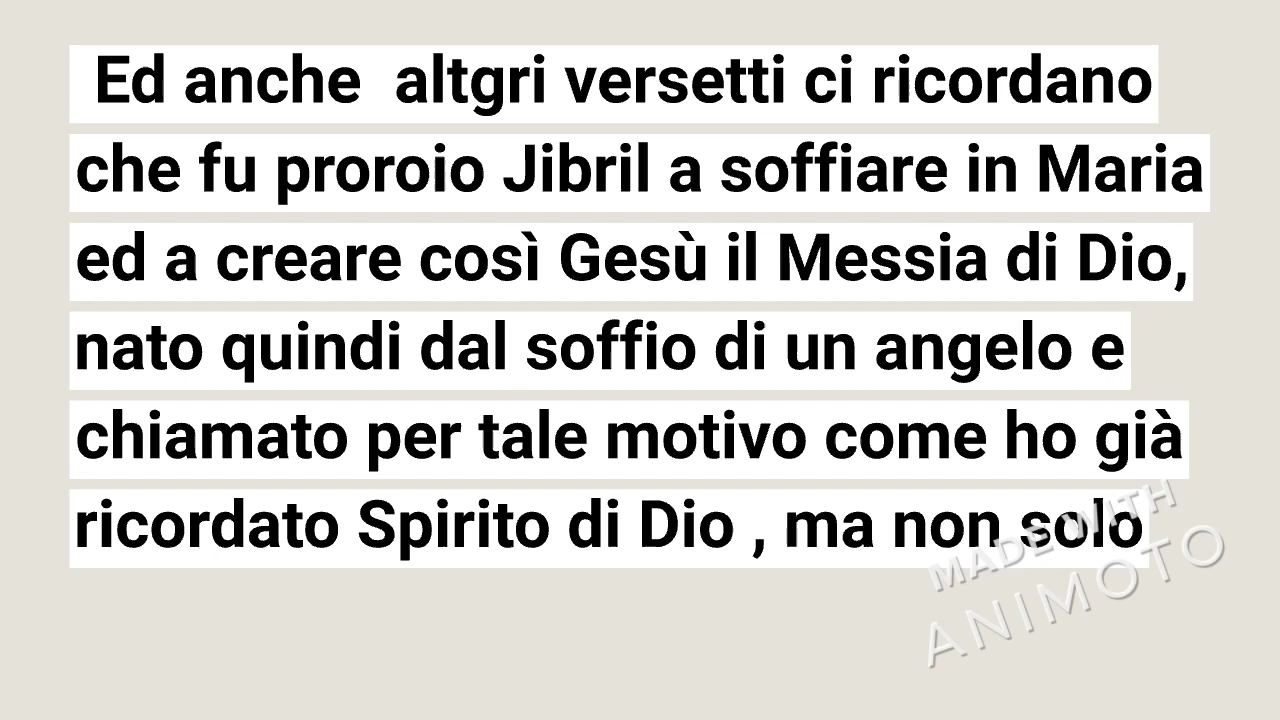 Ed anche  altgri versetti ci ricordano
che fu proroio Jibril a soffiare in Maria
ed a creare così Gesù il Messia di Dio,
nato quindi dal soffio di un angelo e
chiamato per tale motivo come ho già
ricordato Spirito di Dio , ma non solo
MADE WITH
ANIMOTO